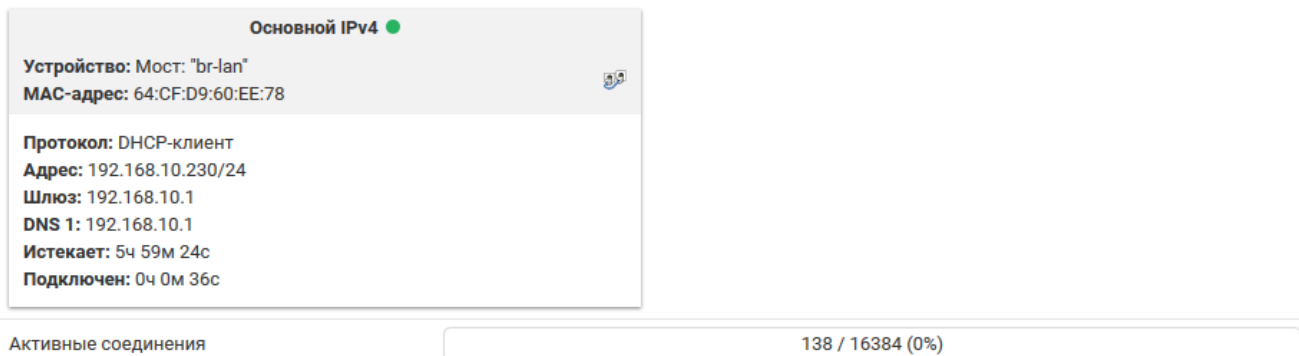 Основной IPv4
Устройство: Мост: "br-lan"
MAC-адрес: 64:CF:D9:60:EE:78
Протокол: DHCP-клиент
Адрес: 192.168.10.230/24
Шлюз: 192.168.10.1
DNS 1: 192.168.10.1
Истекает: 5ч 59м 24с
Подключен: 0ч 0м 36с
Активные соединения
138 / 16384 (0%)